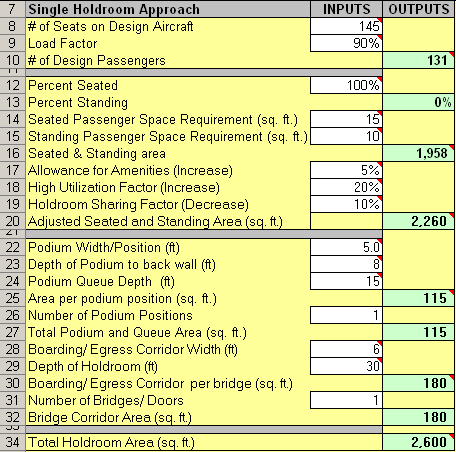 7 Single Holdroom Approach INPUTS OUTPUTS
8 # of Seats on Design Aircraft 145
9 Load Factor 90%
10 # of Design Passengers 131
12 Percent Seated 100%
13 Percent Standing 0%
14 Seated Passenger Space Requirement (sq. ft.) 15
15 Standing Passenger Space Requirement (sq. ft.) 10
16 Seated & Standing area 1,958
17 Allowance for Amenities (Increase) 5%
18 High Utilization Factor (Increase) 20%
19 Holdroom Sharing Factor (Decrease) 10%
20 Adjusted Seated and Standing Area (sq. ft.) 2,260
22 Podium Width/Position (ft) 5.0
23 Depth of Podium to back wall (ft) 8
24 Podium Queue Depth (ft) 15
25 Area per podium position (sq. ft.) 115
26 Number of Podium Positions 1
27 Total Podium and Queue Area (sq. ft.) 115
28 Boarding/ Egress Corridor Width (ft) 6
29 Depth of Holdroom (ft) 30
30 Boarding/ Egress Corridor per bridge (sq. ft.) 180
31 Number of Bridges/ Doors 1
32 Bridge Corridor Area (sq. ft.) 180
34 Total Holdroom Area (sq. ft.) 2,600